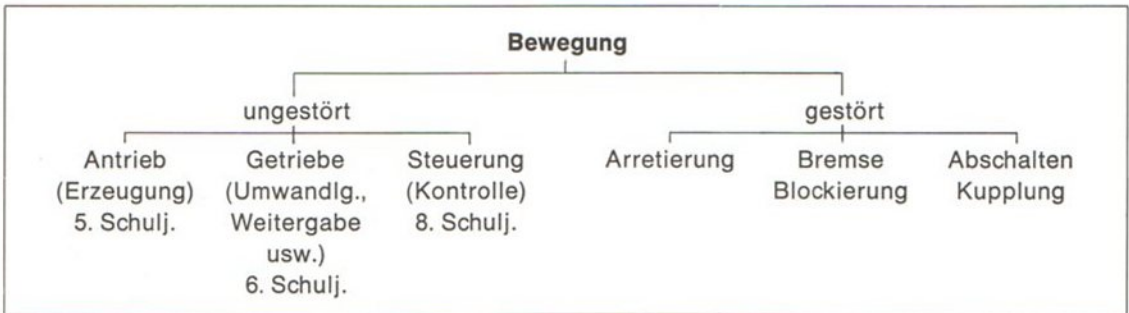 Bewegung
ungestört
gestört
Antrieb
(Erzeugung)
5. Schulj.
Getriebe
(Umwandlg.,
Weitergabe
usw.)
6. Schulj.
Steuerung
(Kontrolle)
8. Schulj.
Arretierung
Bremse
Blockierung
Abschalten
Kupplung